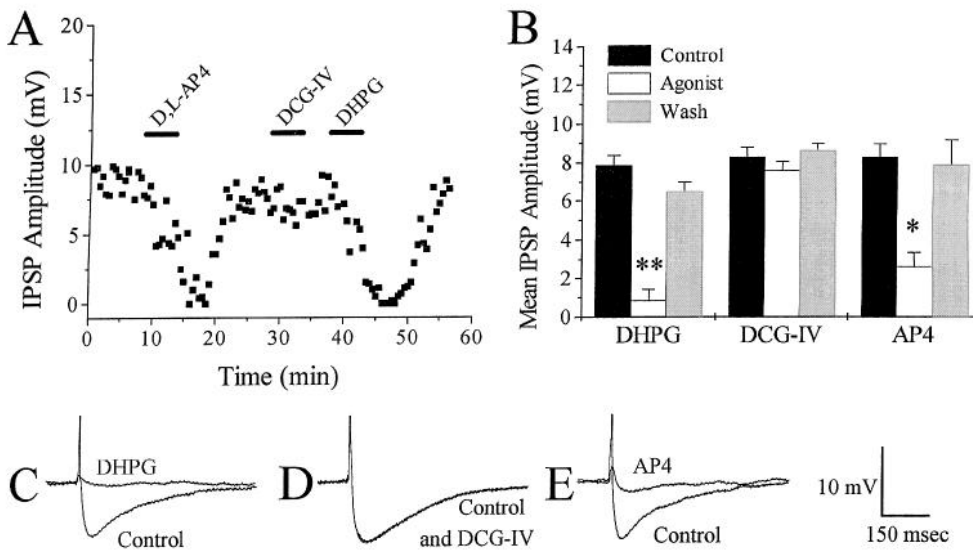 A
IPSP Amplitude (mV)
20
15
10
5
0
D,L-AP4
DCG-IV
DHPG
0 10 20 30 40 50 60
Time (min)
B
Mean IPSP Amplitude (mV)
14
12
10
8
6
4
2
0
Control
Agonist
Wash
**
*
DHPG DCG-IV AP4
C
DHPG
Control
D
Control
and DCG-IV
E
AP4
Control
10 mV
150 msec